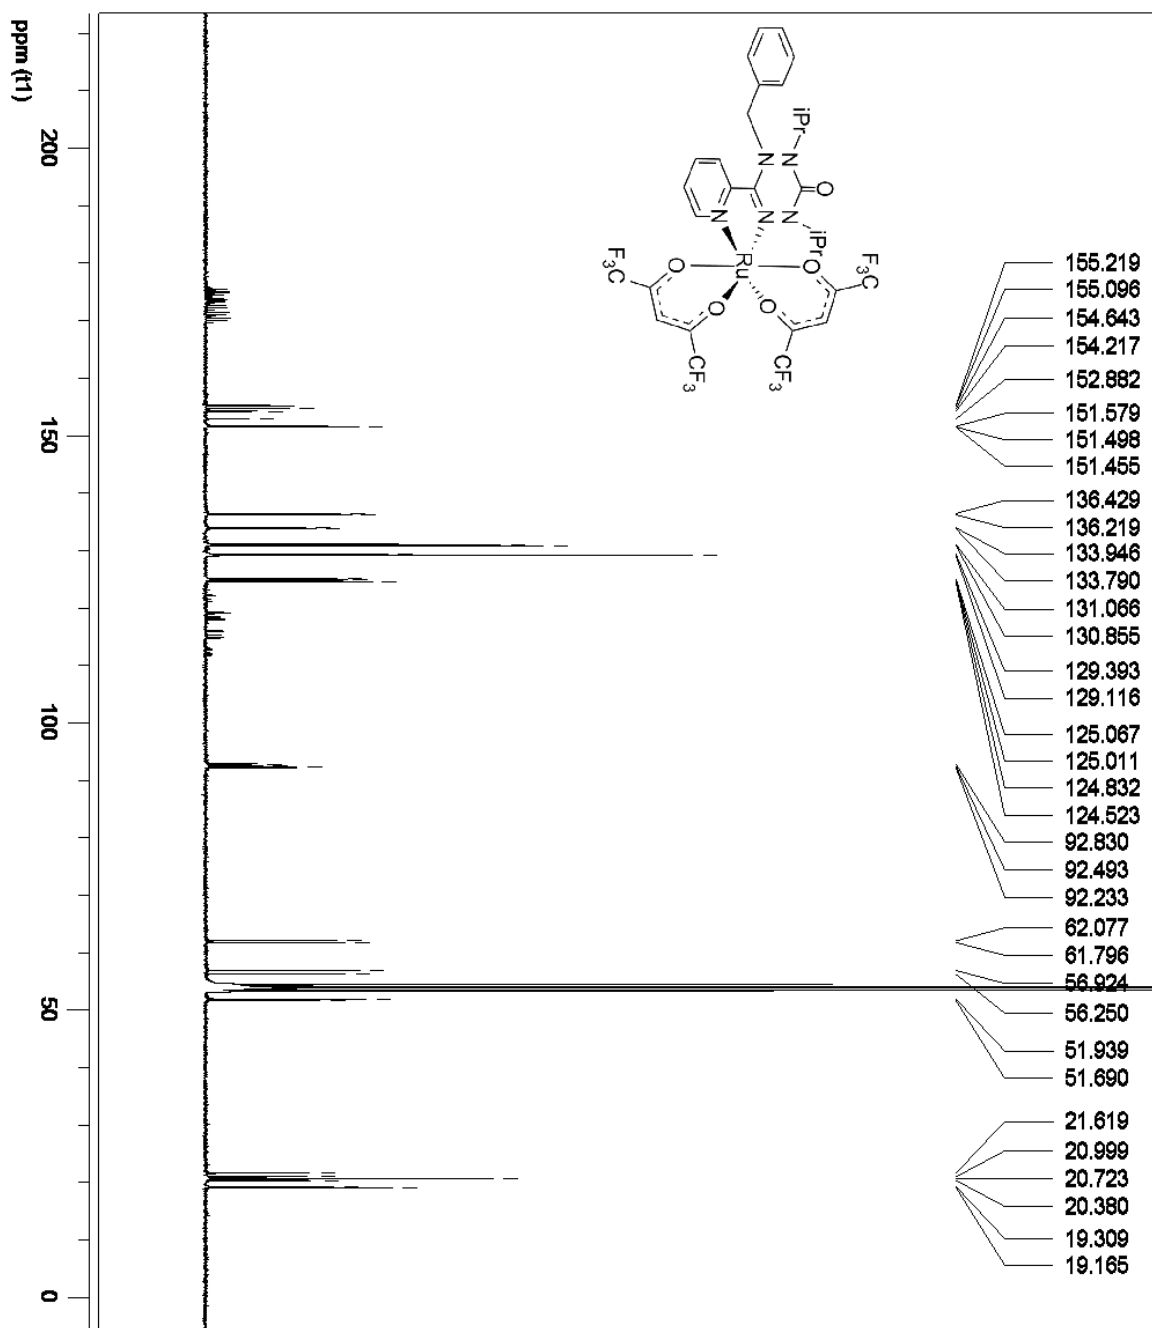 ppm (t1)
200
150
100
50
0
155.219
155.096
154.643
154.217
152.882
151.579
151.498
151.455
136.429
136.219
133.946
133.790
131.066
130.855
129.393
129.116
125.067
125.011
124.832
124.523
92.830
92.493
92.233
62.077
61.796
56.924
56.250
51.939
51.690
21.619
20.999
20.723
20.380
19.309
19.165
iPr
N
N
O
N
N
iPr
N
Ru
O
O
O
O
F3C
CF3
F3C
CF3